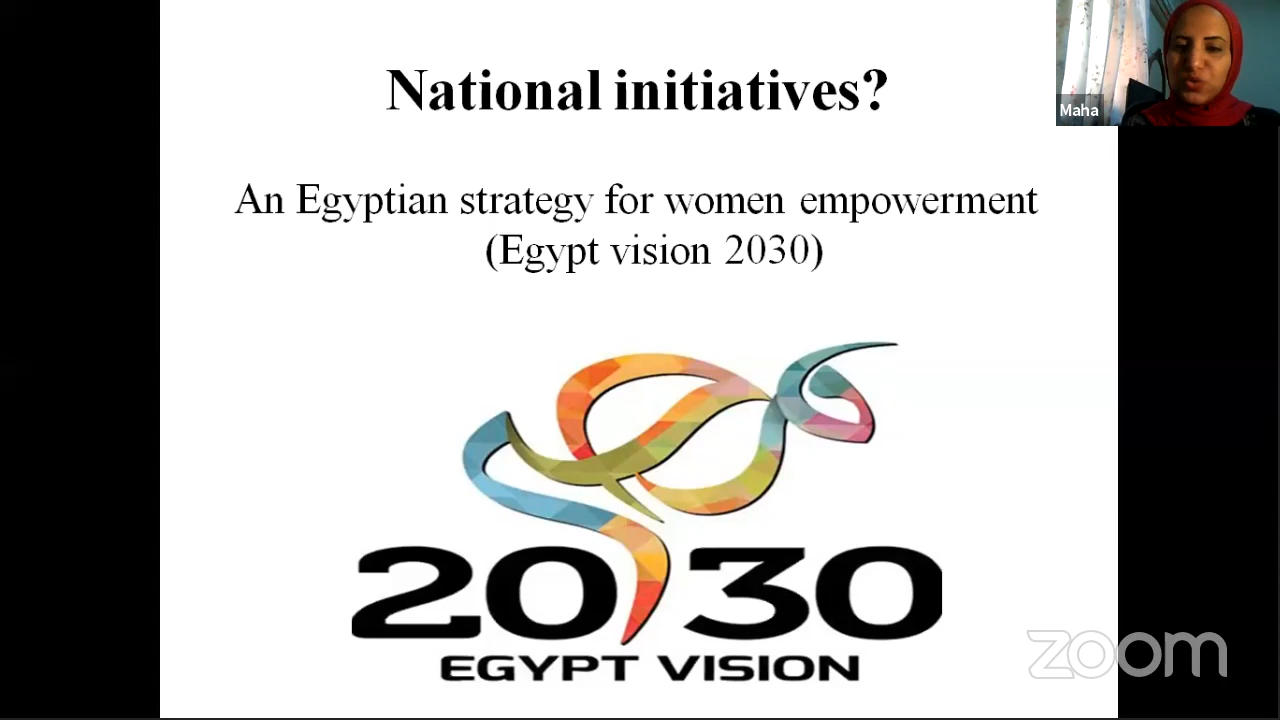 National initiatives?
An Egyptian strategy for women empowerment
(Egypt vision 2030)
2030
EGYPT VISION
Maha
zoom